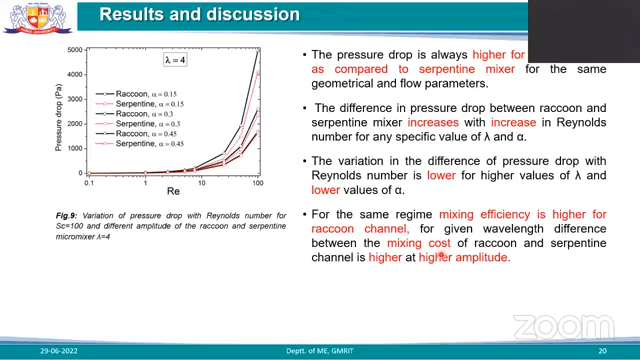 Results and discussion
• The pressure drop is always higher for
as compared to serpentine mixer for the same
geometrical and flow parameters.
• The difference in pressure drop between raccoon and
serpentine mixer increases with increase in Reynolds
number for any specific value of λ and α.
• The variation in the difference of pressure drop with
Reynolds number is lower for higher values of λ and
lower values of α.
• For the same regime mixing efficiency is higher for
raccoon channel, for given wavelength difference
between the mixing cost of raccoon and serpentine
channel is higher at higher amplitude.
λ = 4
Raccoon, α = 0.15
Serpentine, α = 0.15
Raccoon, α = 0.3
Serpentine, α = 0.3
Raccoon, α = 0.45
Serpentine, α = 0.45
Pressure drop (Pa)
5000
4000
3000
2000
1000
0
0.1
1
10
100
Re
Fig.9: Variation of pressure drop with Reynolds number for
Sc=100 and different amplitude of the raccoon and serpentine
micromixer λ=4
zoom
29-06-2022
Deptt. of ME, GMRIT
20